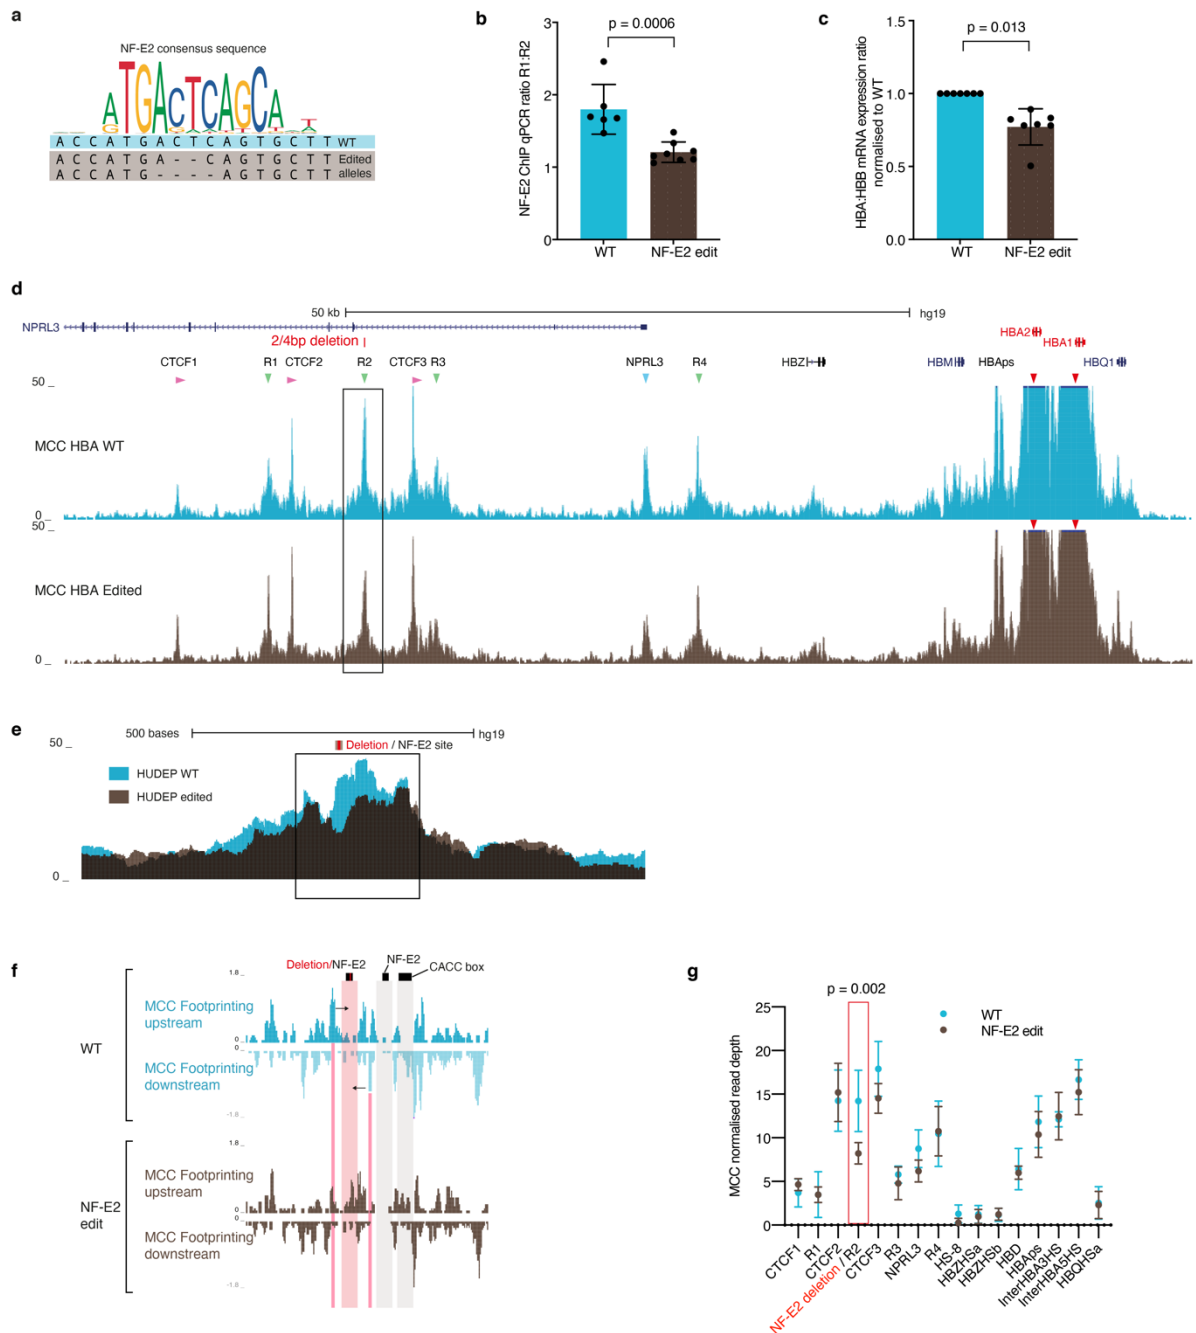 a
NF-E2 consensus sequence
ATGACTCAGCA
A C C A T G A C T C A G T G C T T WT
A C C A T G A - - C A G T G C T T Edited
A C C A T G - - - - A G T G C T T alleles
b
p = 0.0006
NF-E2 ChIP qPCR ratio R1:R2
3
2
1
0
WT
NF-E2 edit
c
p = 0.013
HBA:HBB mRNA expression ratio
normalised to WT
1.5
1.0
0.5
0.0
WT
NF-E2 edit
d
50 kb
hg19
NPRL3
2/4bp deletion
HBA2
HBA1
CTCF1
R1
CTCF2
R2
CTCF3
R3
NPRL3
R4
HBZ
HBM
HBAps
HBQ1
50
MCC HBA WT
0
50
MCC HBA Edited
0
e
500 bases
hg19
50
Deletion / NF-E2 site
HUDEP WT
HUDEP edited
0
f
Deletion/NF-E2
NF-E2
CACC box
1.8
WT
MCC Footprinting
upstream
0
0
MCC Footprinting
downstream
-1.8
1.8
NF-E2
edit
MCC Footprinting
upstream
0
0
MCC Footprinting
downstream
-1.8
g
p = 0.002
WT
NF-E2 edit
MCC normalised read depth
25
20
15
10
5
0
CTCF1
R1
CTCF2
NF-E2 deletion / R2
CTCF3
R3
NPRL3
R4
HS-8
HBZHSa
HBZHSb
HBD
HBAps
InterHBA3HS
InterHBA5HS
HBQHSa